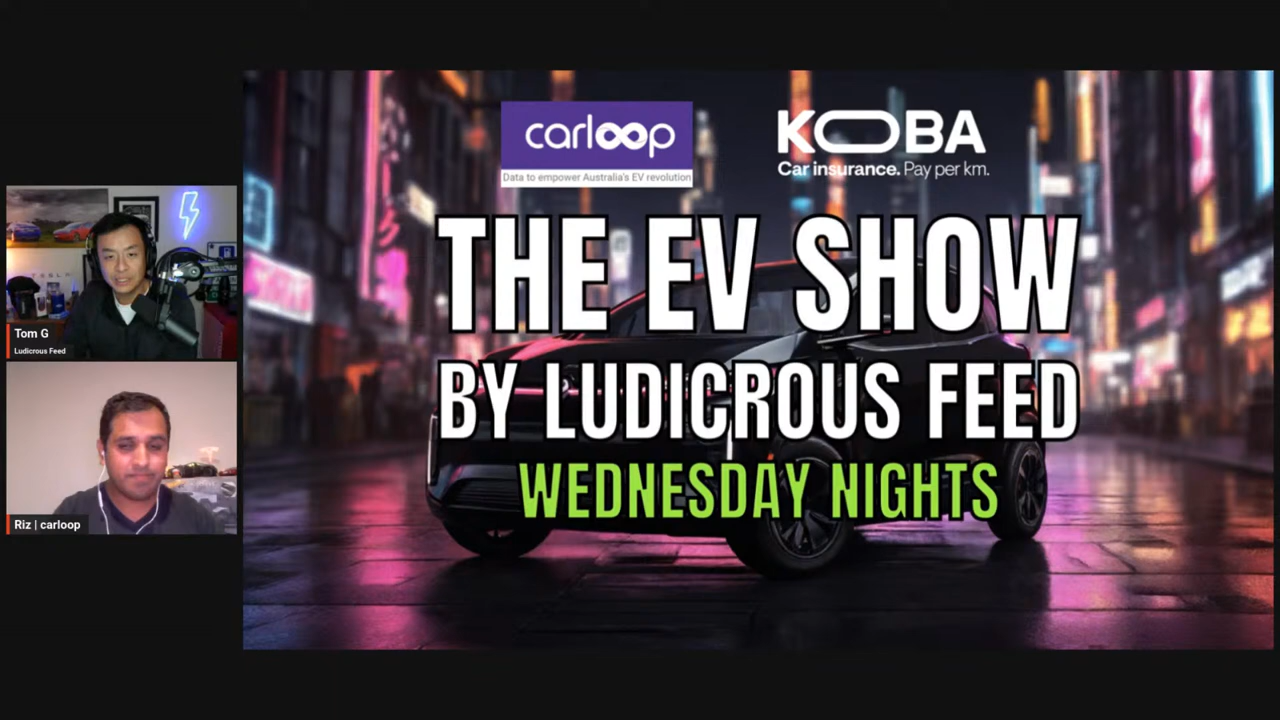 carloop
Data to empower Australia's EV revolution
KOBA
Car insurance. Pay per km.
THE EV SHOW
BY LUDICROUS FEED
WEDNESDAY NIGHTS
TESLA
Tom G
Ludicrous Feed
Riz | carloop